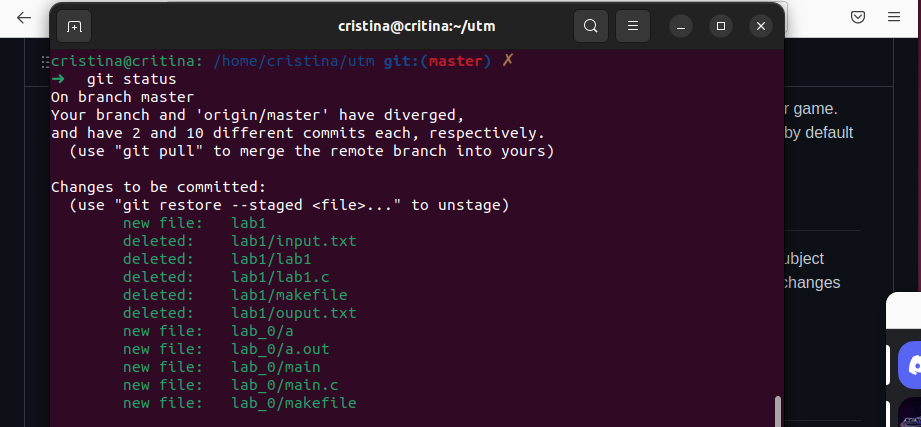 cristina@critina:~/utm
cristina@critina: /home/cristina/utm git:(master) ✗
➜ git status
On branch master
Your branch and 'origin/master' have diverged,
and have 2 and 10 different commits each, respectively.
(use "git pull" to merge the remote branch into yours)
Changes to be committed:
(use "git restore --staged <file>..." to unstage)
new file: lab1
deleted: lab1/input.txt
deleted: lab1/lab1
deleted: lab1/lab1.c
deleted: lab1/makefile
deleted: lab1/ouput.txt
new file: lab_0/a
new file: lab_0/a.out
new file: lab_0/main
new file: lab_0/main.c
new file: lab_0/makefile
r game.
by default
ubject
changes